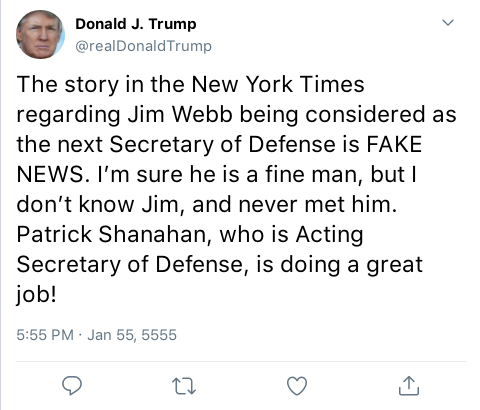 Donald J. Trump
@realDonaldTrump
The story in the New York Times
regarding Jim Webb being considered as
the next Secretary of Defense is FAKE
NEWS. I’m sure he is a fine man, but I
don’t know Jim, and never met him.
Patrick Shanahan, who is Acting
Secretary of Defense, is doing a great
job!
5:55 PM · Jan 55, 5555